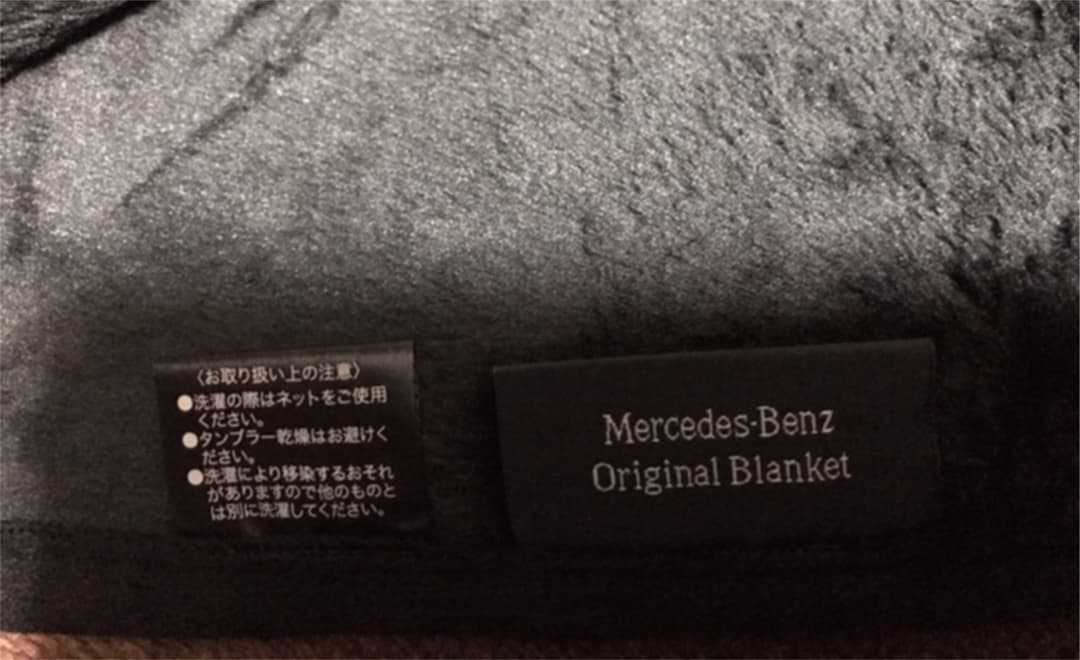 〈お取り扱い上の注意〉
●洗濯の際はネットをご使用
ください。
●タンブラー乾燥はお避けく
ださい。
●洗濯により移染するおそれ
がありますので他のものと
は別に洗濯してください。
Mercedes-Benz
Original Blanket